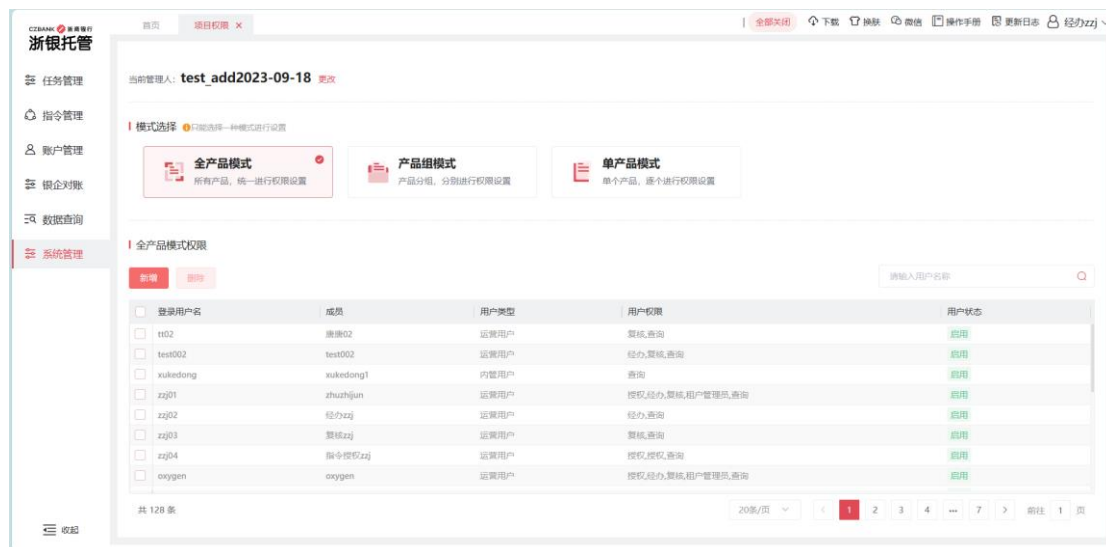 CZBANK 浙商银行
浙银托管
首页 项目权限 ×
全部关闭 下载 换肤 微信 操作手册 更新日志 经办zzj
任务管理
指令管理
账户管理
银企对账
数据查询
系统管理
收起
当前管理人: test_add2023-09-18 更改
模式选择 只能选择一种模式进行设置
全产品模式
所有产品，统一进行权限设置
产品组模式
产品分组，分别进行权限设置
单产品模式
单个产品，逐个进行权限设置
全产品模式权限
新增 删除 请输入用户名称
登录用户名 成员 用户类型 用户权限 用户状态
tt02 唐唐02 运营用户 复核,查询 启用
test002 test002 运营用户 经办,复核,查询 启用
xukedong xukedong1 内管用户 查询 启用
zzj01 zhuzhijun 运营用户 授权,经办,复核,租户管理员,查询 启用
zzj02 经办zzj 运营用户 经办,查询 启用
zzj03 复核zzj 运营用户 复核,查询 启用
zzj04 指令授权zzj 运营用户 授权,授权,查询 启用
oxygen oxygen 运营用户 授权,经办,复核,租户管理员,查询 启用
共 128 条 20条/页 < 1 2 3 4 ... 7 > 前往 1 页